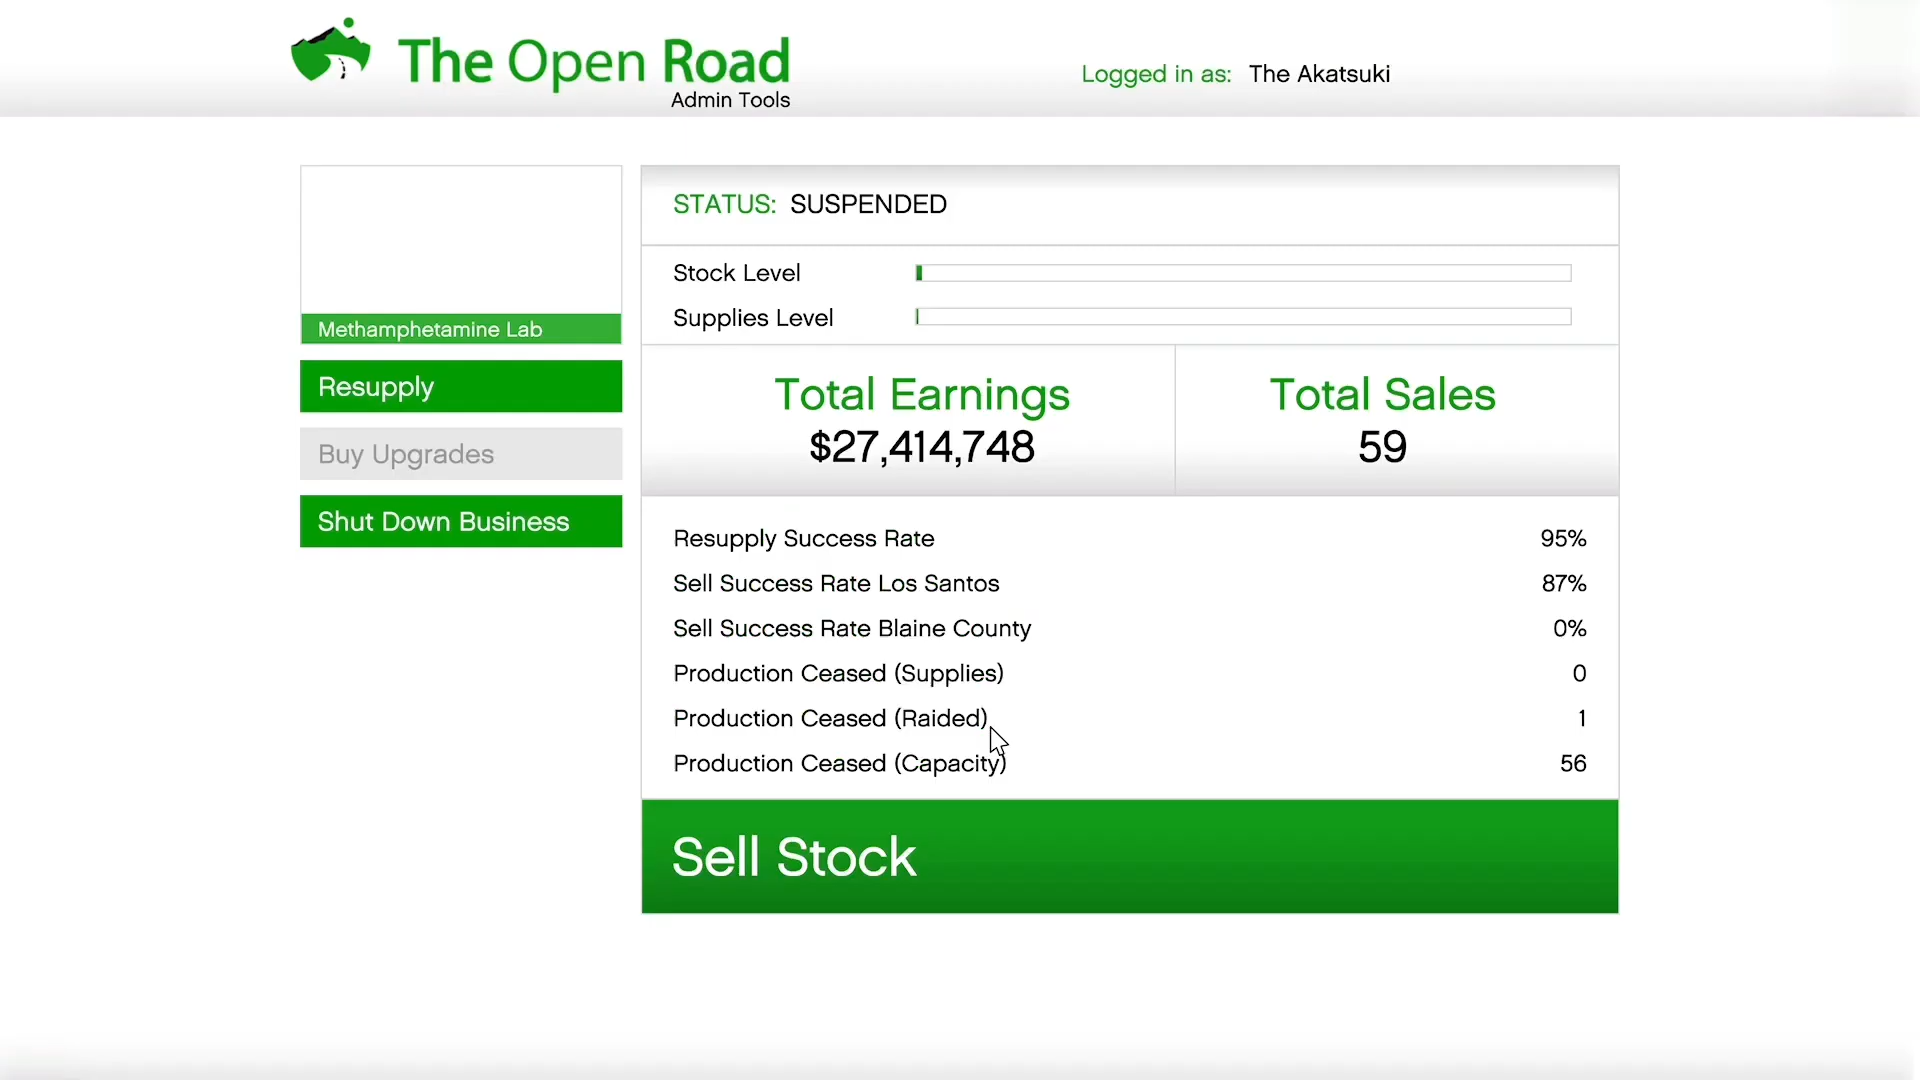 The Open Road
Admin Tools
Logged in as: The Akatsuki
Methamphetamine Lab
Resupply
Buy Upgrades
Shut Down Business
STATUS: SUSPENDED
Stock Level
Supplies Level
Total Earnings
$27,414,748
Total Sales
59
Resupply Success Rate 95%
Sell Success Rate Los Santos 87%
Sell Success Rate Blaine County 0%
Production Ceased (Supplies) 0
Production Ceased (Raided) 1
Production Ceased (Capacity) 56
Sell Stock